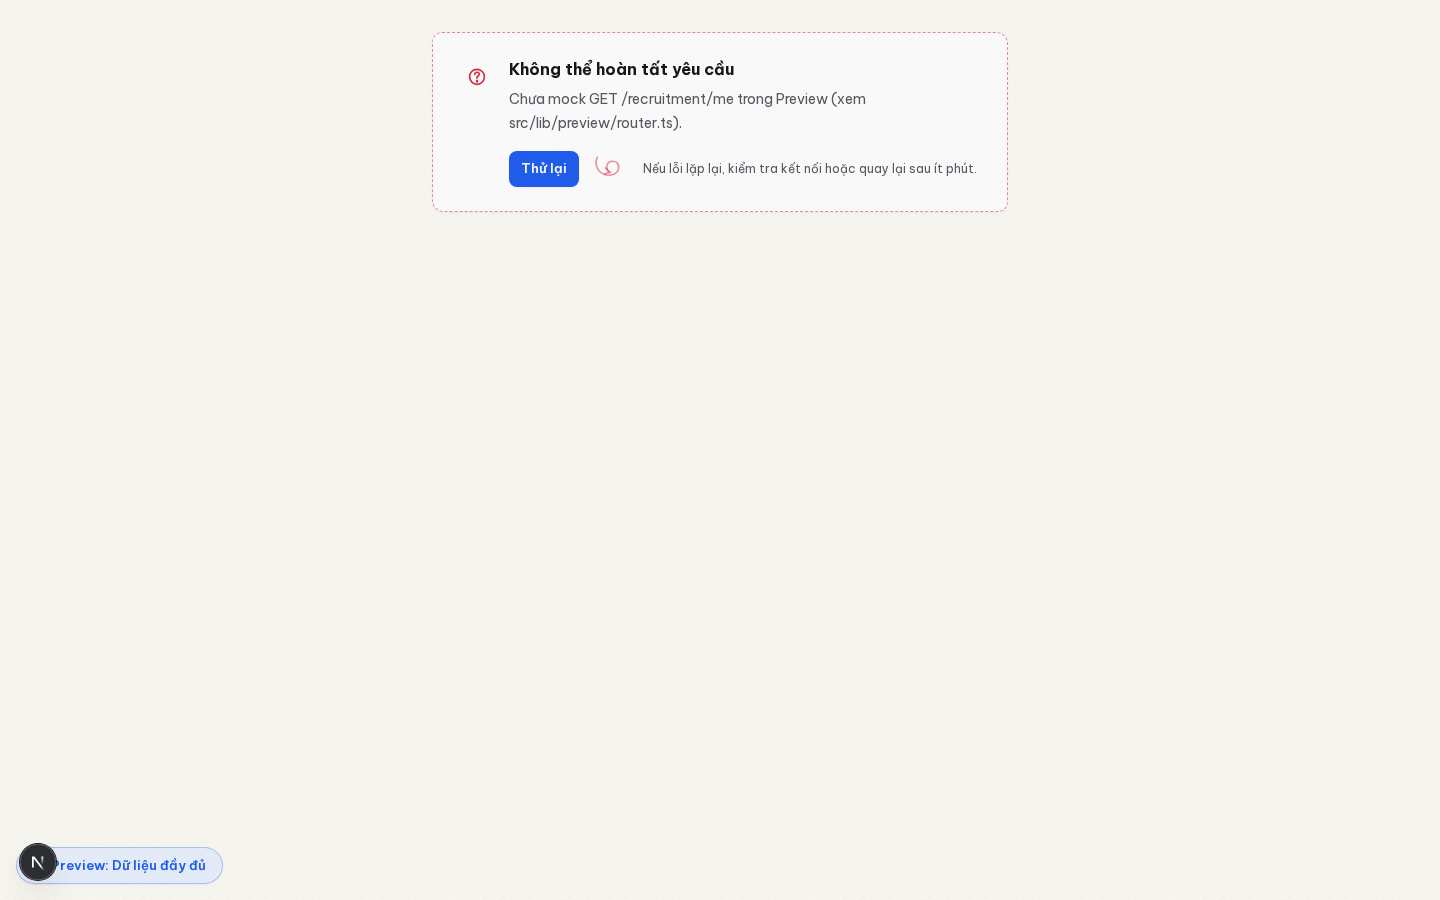 Không thể hoàn tất yêu cầu
Chưa mock GET /recruitment/me trong Preview (xem
src/lib/preview/router.ts).
Thử lại
Nếu lỗi lặp lại, kiểm tra kết nối hoặc quay lại sau ít phút.
N
Preview: Dữ liệu đầy đủ